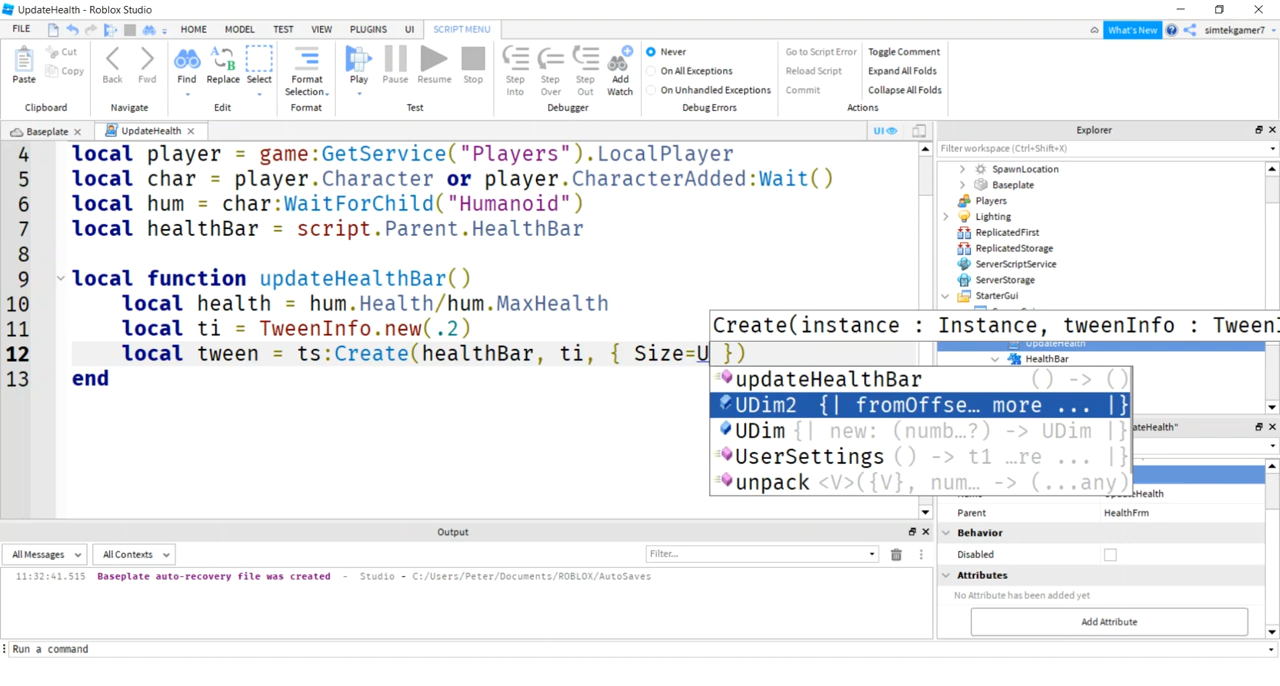 UpdateHealth - Roblox Studio
FILE HOME MODEL TEST VIEW PLUGINS UI SCRIPT MENU What's New simtekgamer7
Paste Cut Copy Back Fwd Find Replace Select Format Selection Play Pause Resume Stop Step Into Step Over Step Out Add Watch
Never
On All Exceptions
On Unhandled Exceptions
Go to Script Error
Reload Script
Commit
Toggle Comment
Expand All Folds
Collapse All Folds
Clipboard Navigate Edit Format Test Debugger Debug Errors Actions
Baseplate UpdateHealth UI
4 local player = game:GetService("Players").LocalPlayer
5 local char = player.Character or player.CharacterAdded:Wait()
6 local hum = char:WaitForChild("Humanoid")
7 local healthBar = script.Parent.HealthBar
8
9 local function updateHealthBar()
10 local health = hum.Health/hum.MaxHealth
11 local ti = TweenInfo.new(.2)
12 local tween = ts:Create(healthBar, ti, { Size=U })
13 end
Create(instance : Instance, tweenInfo : Tween
updateHealthBar () -> ()
UDim2 {| fromOffse… more ... |}
UDim {| new: (numb…?) -> UDim |}
UserSettings () -> t1 …re ... |}
unpack <V>({V}, num… -> (...any)
Explorer
Filter workspace (Ctrl+Shift+X)
SpawnLocation
Baseplate
Players
Lighting
ReplicatedFirst
ReplicatedStorage
ServerScriptService
ServerStorage
StarterGui
UpdateHealth
HealthBar
UpdateHealth
Parent HealthFrm
Behavior
Disabled
Attributes
No Attribute has been added yet
Add Attribute
Output
All Messages All Contexts Filter...
11:32:41.515 Baseplate auto-recovery file was created - Studio - C:/Users/Peter/Documents/ROBLOX/AutoSaves
Run a command